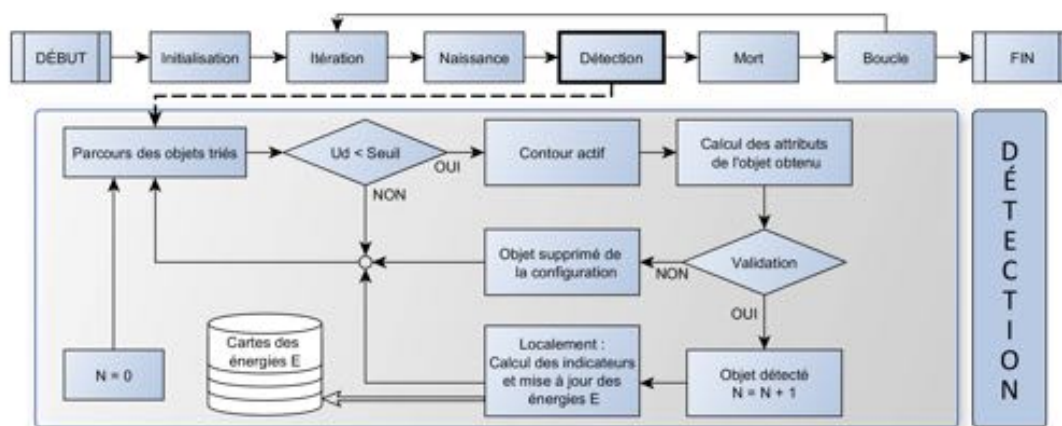 DÉBUT
Initialisation
Itération
Naissance
Détection
Mort
Boucle
FIN
Parcours des objets triés
Ud < Seuil
OUI
NON
Contour actif
Calcul des attributs
de l'objet obtenu
Validation
NON
OUI
Objet supprimé de
la configuration
Cartes des
énergies E
N = 0
Localement :
Calcul des indicateurs
et mise à jour des
énergies E
Objet détecté
N = N + 1
DÉTECTION